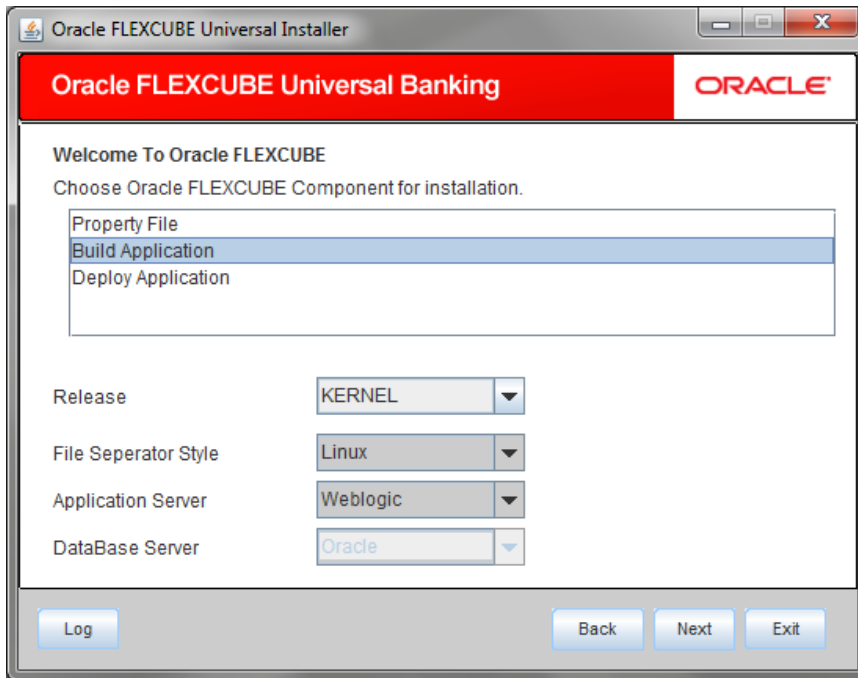 Oracle FLEXCUBE Universal Installer
Oracle FLEXCUBE Universal Banking ORACLE
Welcome To Oracle FLEXCUBE
Choose Oracle FLEXCUBE Component for installation.
Property File
Build Application
Deploy Application
Release KERNEL
File Seperator Style Linux
Application Server Weblogic
DataBase Server Oracle
Log Back Next Exit